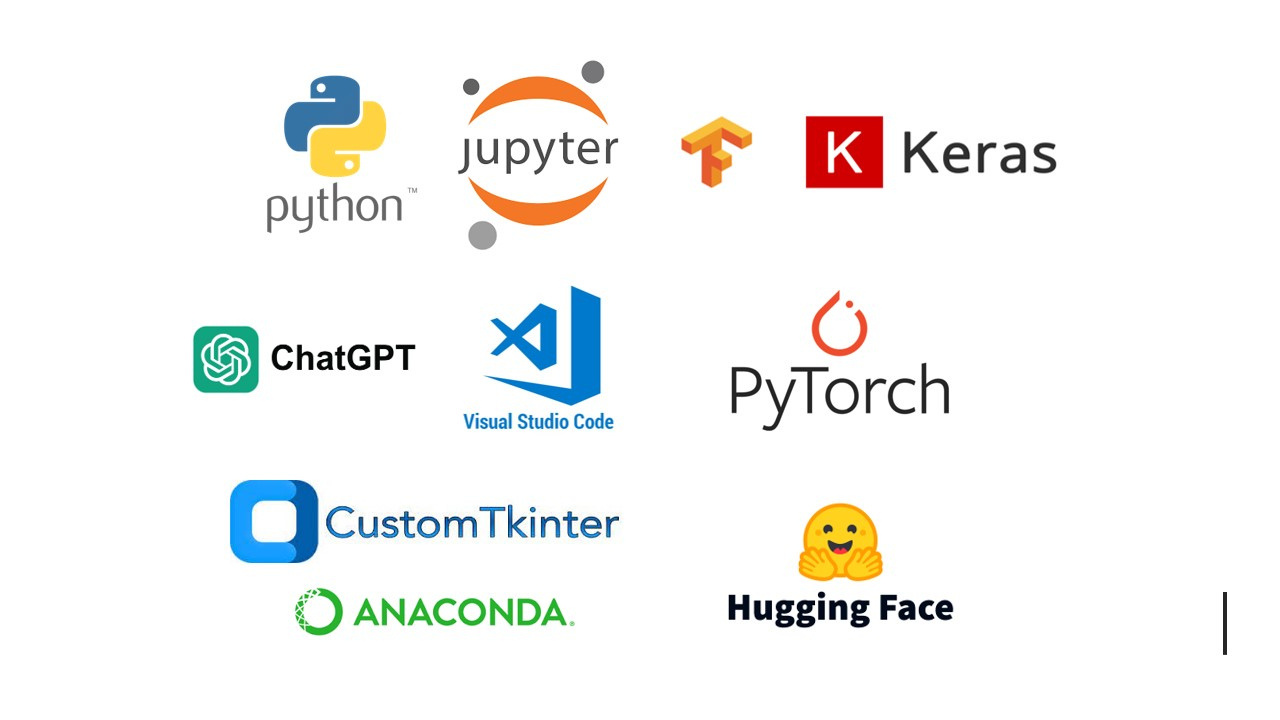 python™
jupyter
K Keras
ChatGPT
Visual Studio Code
PyTorch
CustomTkinter
ANACONDA®
Hugging Face